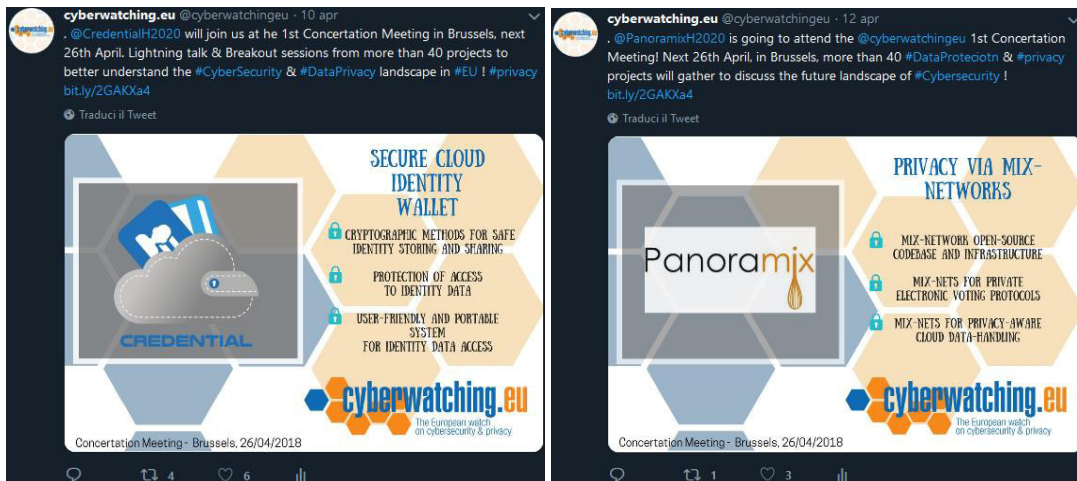 cyberwatching.eu @cyberwatchingeu · 10 apr
. @CredentialH2020 will join us at he 1st Concertation Meeting in Brussels, next
26th April. Lightning talk & Breakout sessions from more than 40 projects to
better understand the #CyberSecurity & #DataPrivacy landscape in #EU ! #privacy
bit.ly/2GAKXa4
Traduci il Tweet
SECURE CLOUD
IDENTITY
WALLET
CRYPTOGRAPHIC METHODS FOR SAFE
IDENTITY STORING AND SHARING
PROTECTION OF ACCESS
TO IDENTITY DATA
USER-FRIENDLY AND PORTABLE
SYSTEM
FOR IDENTITY DATA ACCESS
CREDENTIAL
cyberwatching.eu
The European watch
on cybersecurity & privacy
Concertation Meeting - Brussels, 26/04/2018
4 6
cyberwatching.eu @cyberwatchingeu · 12 apr
. @PanoramixH2020 is going to attend the @cyberwatchingeu 1st Concertation
Meeting! Next 26th April, in Brussels, more than 40 #DataProteciotn & #privacy
projects will gather to discuss the future landscape of #Cybersecurity !
bit.ly/2GAKXa4
Traduci il Tweet
PRIVACY VIA MIX-
NETWORKS
MIX-NETWORK OPEN-SOURCE
CODEBASE AND INFRASTRUCTURE
MIX-NETS FOR PRIVATE
ELECTRONIC VOTING PROTOCOLS
MIX-NETS FOR PRIVACY-AWARE
CLOUD DATA-HANDLING
Panoramix
cyberwatching.eu
The European watch
on cybersecurity & privacy
Concertation Meeting - Brussels, 26/04/2018
1 3